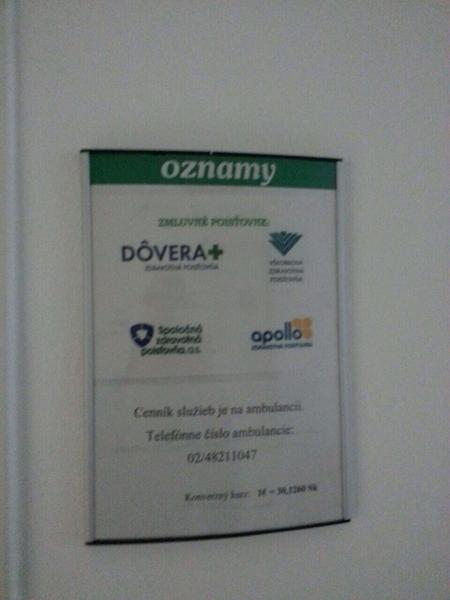 oznamy
ZMLUVNÉ POISŤOVNE:
DÔVERA+
ZDRAVOTNÁ POISŤOVŇA
VŠEOBECNÁ
ZDRAVOTNÁ
POISŤOVŇA
Spoločná
zdravotná
poisťovňa, a.s.
apollo
ZDRAVOTNÁ POISŤOVŇA
Cenník služieb je na ambulancii.
Telefónne číslo ambulancie:
02/48211047
Konverzný kurz: 1€ = 30,1260 Sk